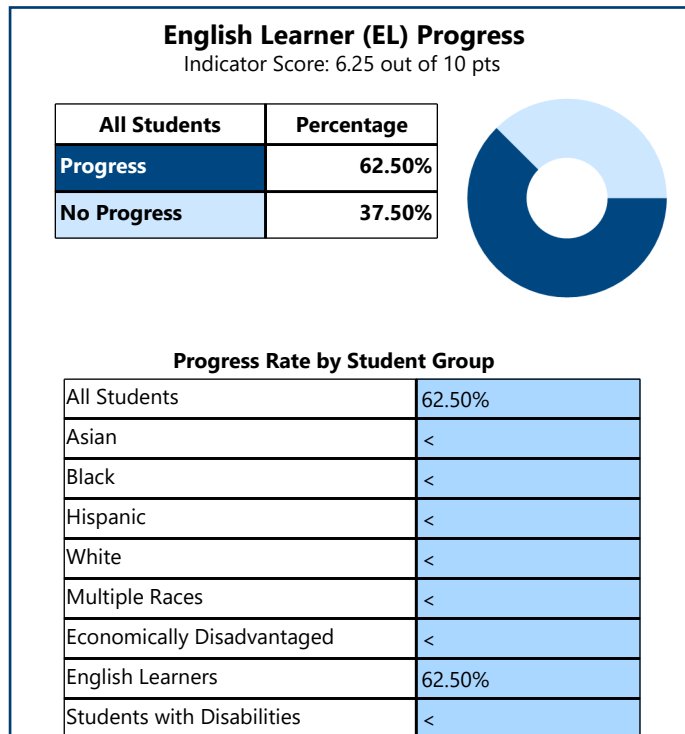 English Learner (EL) Progress
Indicator Score: 6.25 out of 10 pts
All Students Percentage
Progress 62.50%
No Progress 37.50%
Progress Rate by Student Group
All Students 62.50%
Asian <
Black <
Hispanic <
White <
Multiple Races <
Economically Disadvantaged <
English Learners 62.50%
Students with Disabilities <